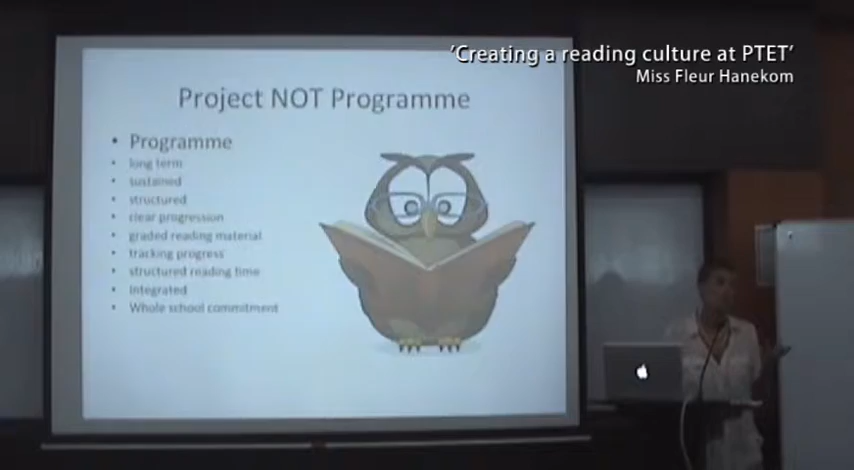 'Creating a reading culture at PTET'
Miss Fleur Hanekom
Project NOT Programme
• Programme
• long term
• sustained
• structured
• clear progression
• graded reading material
• tracking progress
• structured reading time
• Integrated
• Whole school commitment